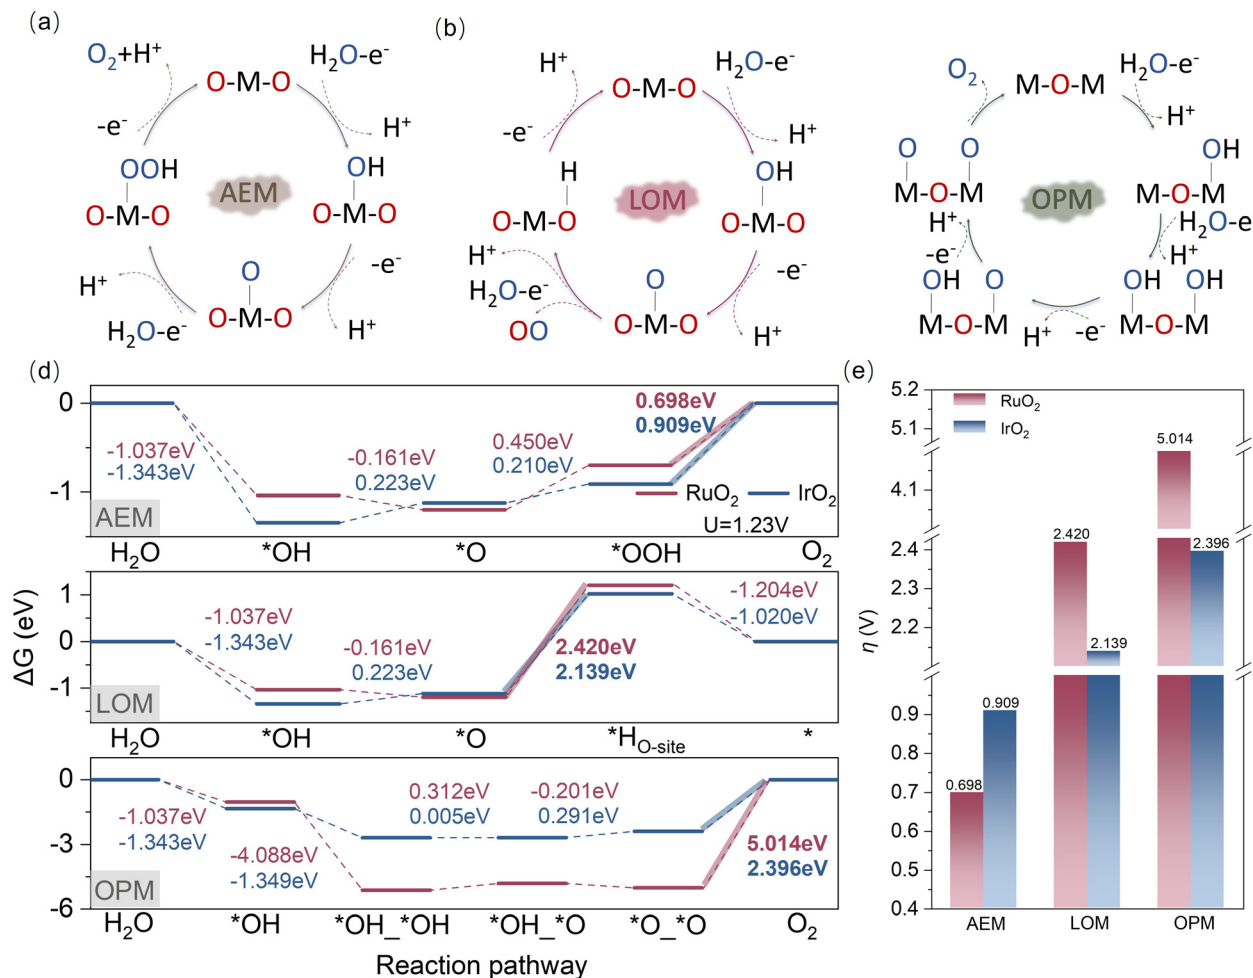 (a)
O₂+H⁺
H₂O-e⁻
O-M-O
-e⁻
H⁺
OOH
OH
AEM
O-M-O
O-M-O
O
-e⁻
H⁺
O-M-O
H₂O-e⁻
H⁺
(b)
H⁺
H₂O-e⁻
O-M-O
-e⁻
H⁺
H
OH
LOM
O-M-O
O-M-O
H⁺
O
-e⁻
H₂O-e⁻
O-M-O
OO
H⁺
O₂
M-O-M
H₂O-e⁻
H⁺
O
O
OH
M-O-M
OPM
M-O-M
H⁺
H₂O-e
-e⁻
H⁺
OH
O
OH
OH
M-O-M
M-O-M
H⁺
-e⁻
(d)
0
-1
0.698eV
0.909eV
-1.037eV
-1.343eV
-0.161eV
0.223eV
0.450eV
0.210eV
RuO₂
IrO₂
U=1.23V
AEM
H₂O
*OH
*O
*OOH
O₂
ΔG (eV)
1
0
-1
-1.037eV
-1.343eV
-0.161eV
0.223eV
2.420eV
2.139eV
-1.204eV
-1.020eV
LOM
H₂O
*OH
*O
*H_O-site
*
0
-3
-6
-1.037eV
-1.343eV
-4.088eV
-1.349eV
0.312eV
0.005eV
-0.201eV
0.291eV
5.014eV
2.396eV
OPM
H₂O
*OH
*OH_*OH
*OH_*O
*O_*O
O₂
Reaction pathway
(e)
RuO₂
IrO₂
5.2
5.1
4.1
2.4
2.3
2.2
0.9
0.8
0.7
0.6
0.5
0.4
η (V)
0.698
0.909
2.420
2.139
5.014
2.396
AEM
LOM
OPM